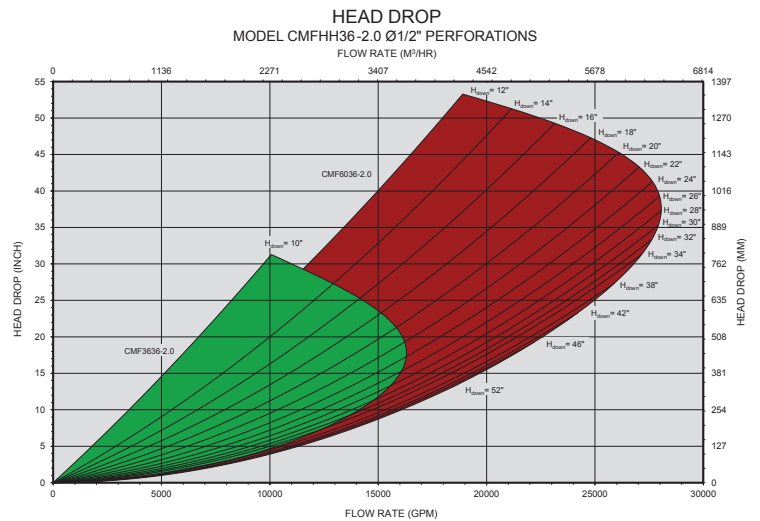 HEAD DROP
MODEL CMFHH36-2.0 Ø1/2" PERFORATIONS
FLOW RATE (M³/HR)
0 1136 2271 3407 4542 5678 6814
55 1397
50 1270
45 1143
40 1016
35 889
30 762
25 635
20 508
15 381
10 254
5 127
0 0
HEAD DROP (INCH)
HEAD DROP (MM)
CMF6036-2.0
CMF3636-2.0
Hdown= 10"
Hdown= 12"
Hdown= 14"
Hdown= 16"
Hdown= 18"
Hdown= 20"
Hdown= 22"
Hdown= 24"
Hdown= 26"
Hdown= 28"
Hdown= 30"
Hdown= 32"
Hdown= 34"
Hdown= 38"
Hdown= 42"
Hdown= 46"
Hdown= 52"
0 5000 10000 15000 20000 25000 30000
FLOW RATE (GPM)